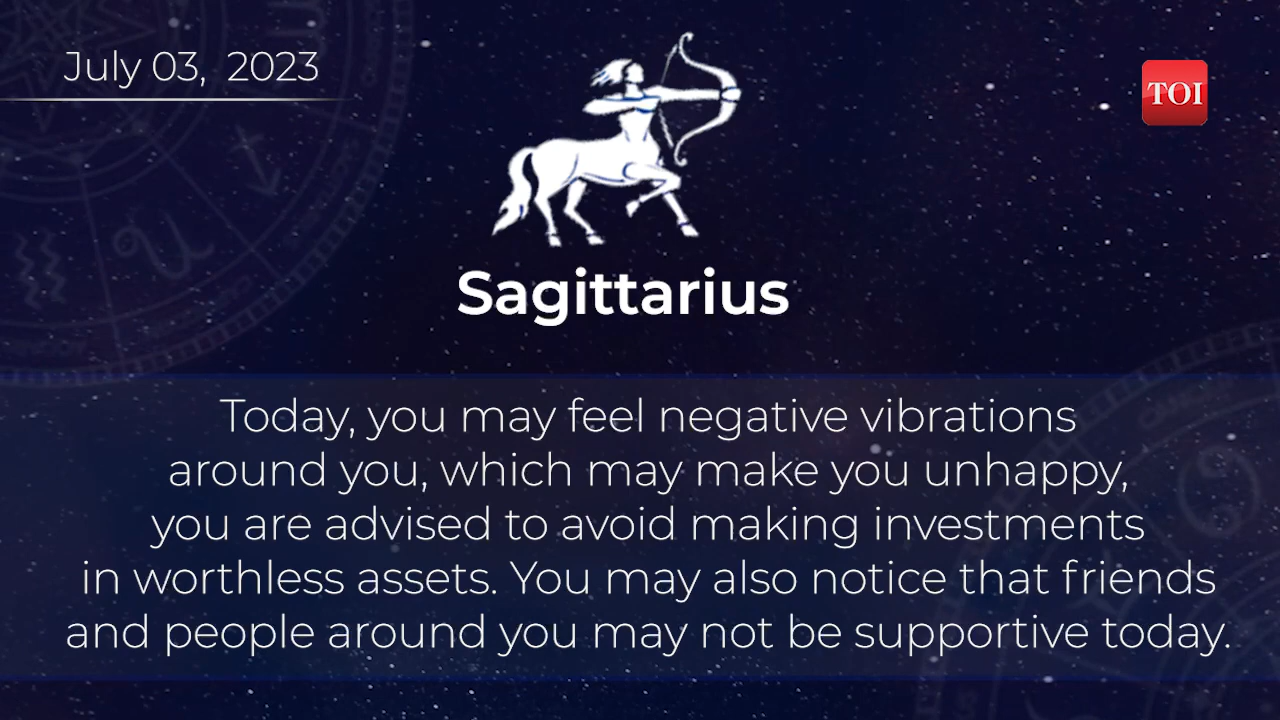 July 03, 2023
TOI
Sagittarius
Today, you may feel negative vibrations
around you, which may make you unhappy,
you are advised to avoid making investments
in worthless assets. You may also notice that friends
and people around you may not be supportive today.